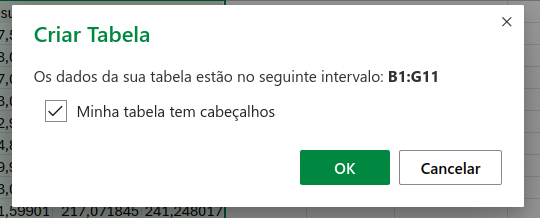 su
Criar Tabela
Os dados da sua tabela estão no seguinte intervalo: B1:G11
Minha tabela tem cabeçalhos
OK Cancelar
217,071845 241,248017